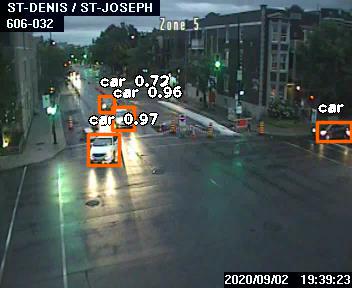 ST-DENIS / ST-JOSEPH
606-032
Zone 5
car 0.72
car 0.96
car 0.97
car
2020/09/02 19:39:23